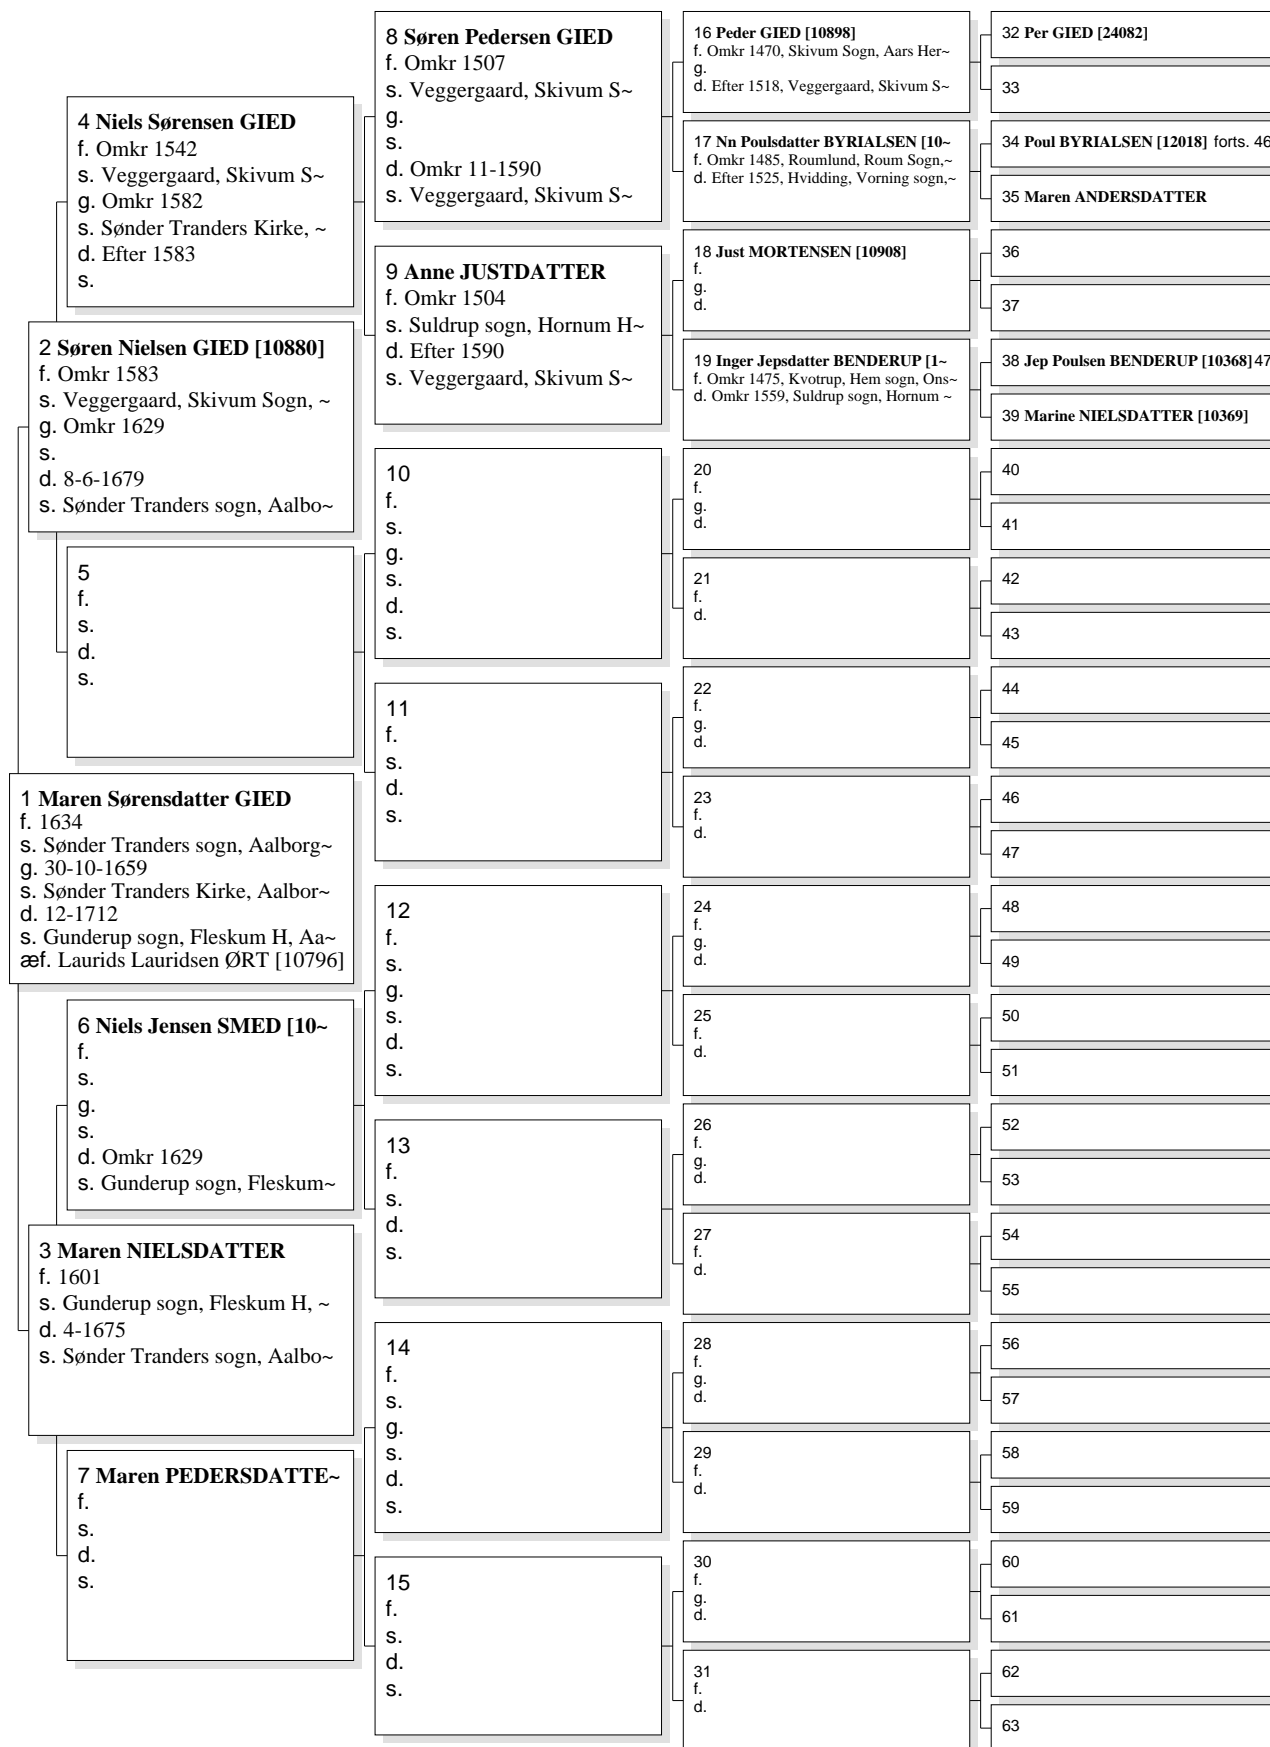 1 Maren Sørensdatter GIED
f. 1634
s. Sønder Tranders sogn, Aalborg~
g. 30-10-1659
s. Sønder Tranders Kirke, Aalbor~
d. 12-1712
s. Gunderup sogn, Fleskum H, Aa~
æf. Laurids Lauridsen ØRT [10796]
2 Søren Nielsen GIED [10880]
f. Omkr 1583
s. Veggergaard, Skivum Sogn, ~
g. Omkr 1629
s.
d. 8-6-1679
s. Sønder Tranders sogn, Aalbo~
3 Maren NIELSDATTER
f. 1601
s. Gunderup sogn, Fleskum H, ~
d. 4-1675
s. Sønder Tranders sogn, Aalbo~
4 Niels Sørensen GIED
f. Omkr 1542
s. Veggergaard, Skivum S~
g. Omkr 1582
s. Sønder Tranders Kirke, ~
d. Efter 1583
s.
5
f.
s.
d.
s.
6 Niels Jensen SMED [10~
f.
s.
g.
s.
d. Omkr 1629
s. Gunderup sogn, Fleskum~
7 Maren PEDERSDATTE~
f.
s.
d.
s.
8 Søren Pedersen GIED
f. Omkr 1507
s. Veggergaard, Skivum S~
g.
s.
d. Omkr 11-1590
s. Veggergaard, Skivum S~
9 Anne JUSTDATTER
f. Omkr 1504
s. Suldrup sogn, Hornum H~
d. Efter 1590
s. Veggergaard, Skivum S~
10
f.
s.
g.
s.
d.
s.
11
f.
s.
d.
s.
12
f.
s.
g.
s.
d.
s.
13
f.
s.
d.
s.
14
f.
s.
g.
s.
d.
s.
15
f.
s.
d.
s.
16 Peder GIED [10898]
f. Omkr 1470, Skivum Sogn, Aars Her~
g.
d. Efter 1518, Veggergaard, Skivum S~
17 Nn Poulsdatter BYRIALSEN [10~
f. Omkr 1485, Roumlund, Roum Sogn,~
d. Efter 1525, Hvidding, Vorning sogn,~
18 Just MORTENSEN [10908]
f.
g.
d.
19 Inger Jepsdatter BENDERUP [1~
f. Omkr 1475, Kvotrup, Hem sogn, Ons~
d. Omkr 1559, Suldrup sogn, Hornum ~
20
f.
g.
d.
21
f.
d.
22
f.
g.
d.
23
f.
d.
24
f.
g.
d.
25
f.
d.
26
f.
g.
d.
27
f.
d.
28
f.
g.
d.
29
f.
d.
30
f.
g.
d.
31
f.
d.
32 Per GIED [24082]
33
34 Poul BYRIALSEN [12018] forts. 46
35 Maren ANDERSDATTER
36
37
38 Jep Poulsen BENDERUP [10368]47
39 Marine NIELSDATTER [10369]
40
41
42
43
44
45
46
47
48
49
50
51
52
53
54
55
56
57
58
59
60
61
62
63